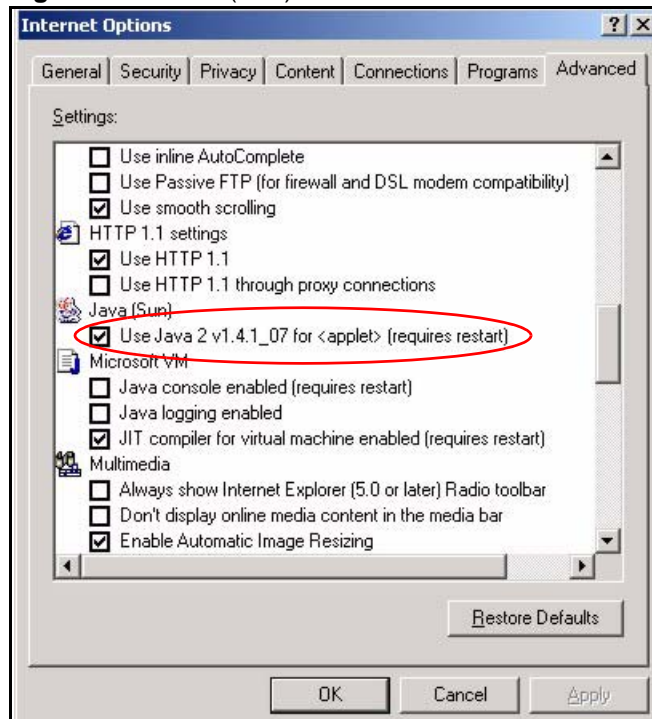 Internet Options
General Security Privacy Content Connections Programs Advanced
Settings:
Use inline AutoComplete
Use Passive FTP (for firewall and DSL modem compatibility)
Use smooth scrolling
HTTP 1.1 settings
Use HTTP 1.1
Use HTTP 1.1 through proxy connections
Java (Sun)
Use Java 2 v1.4.1_07 for <applet> (requires restart)
Microsoft VM
Java console enabled (requires restart)
Java logging enabled
JIT compiler for virtual machine enabled (requires restart)
Multimedia
Always show Internet Explorer (5.0 or later) Radio toolbar
Don't display online media content in the media bar
Enable Automatic Image Resizing
Restore Defaults
OK Cancel Apply